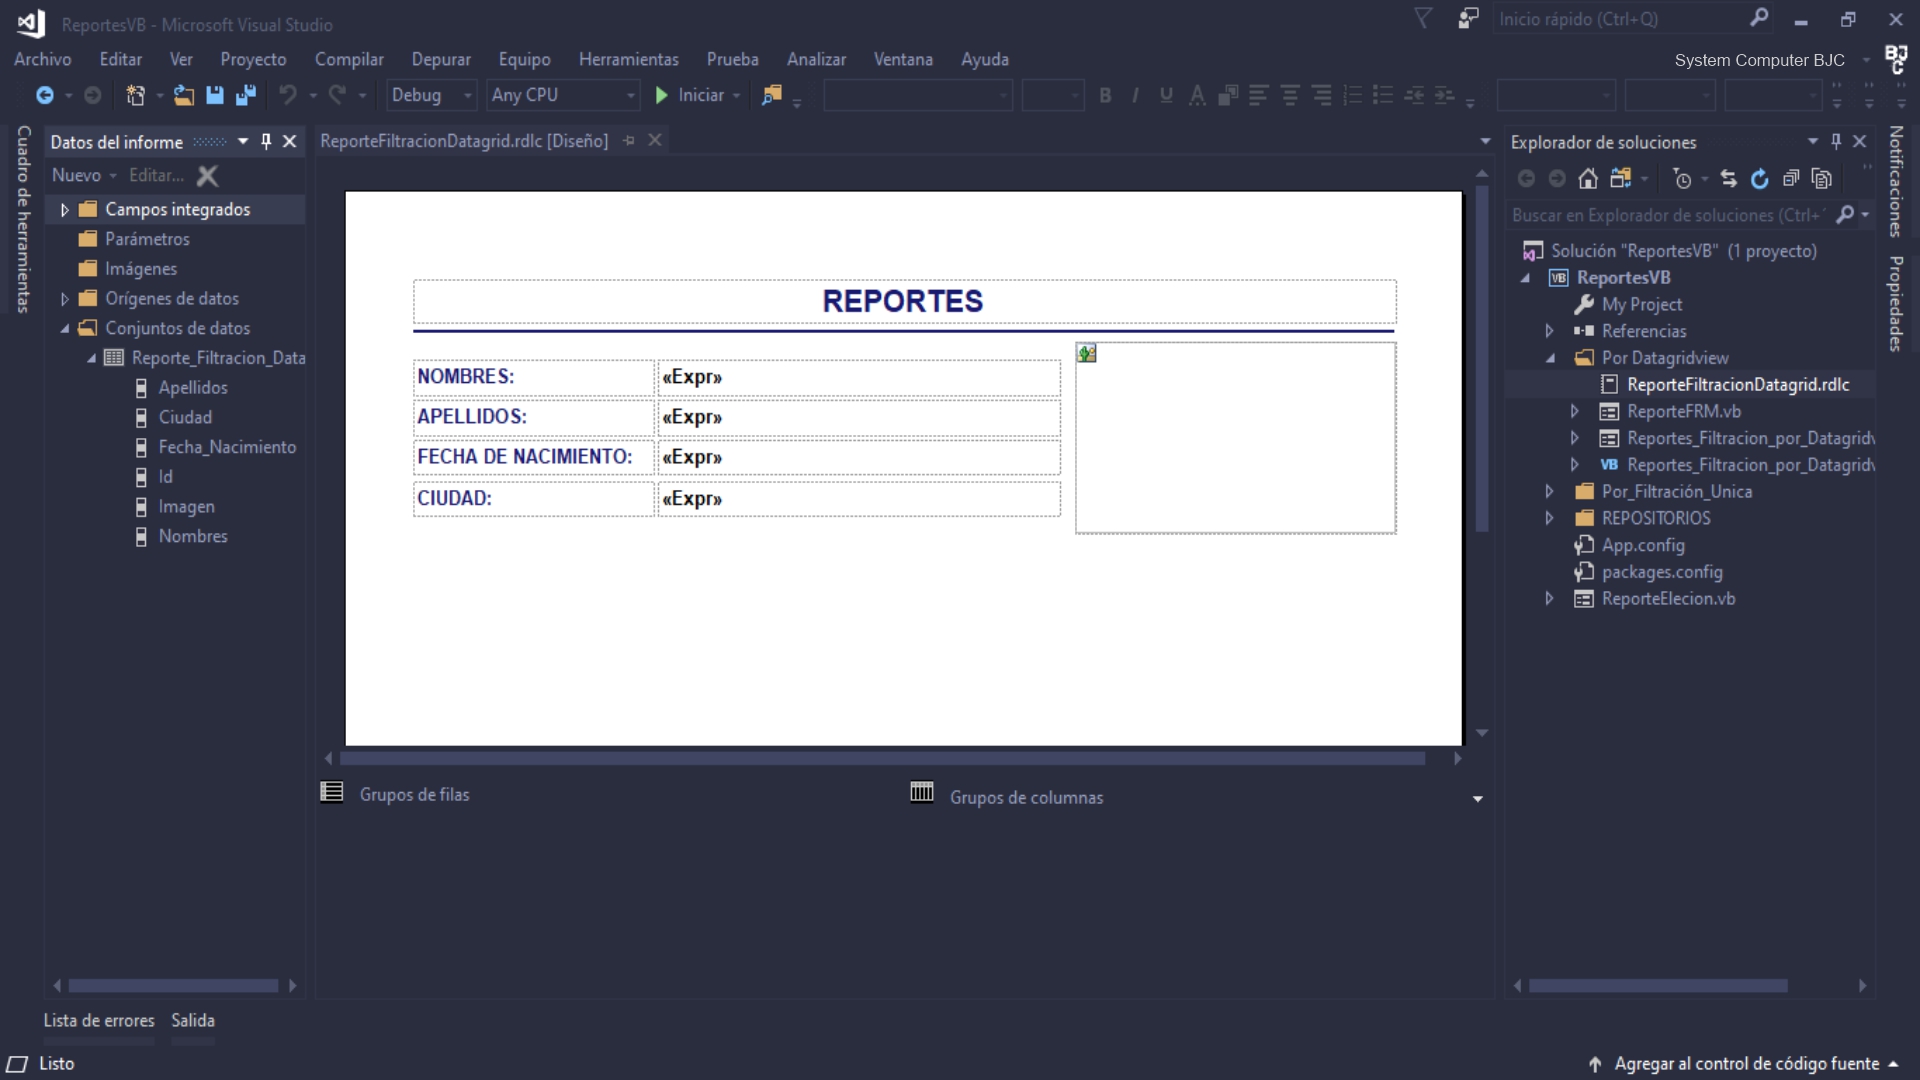 ReportesVB - Microsoft Visual Studio
Inicio rápido (Ctrl+Q)
Archivo Editar Ver Proyecto Compilar Depurar Equipo Herramientas Prueba Analizar Ventana Ayuda
System Computer BJC
BJC
Debug Any CPU Iniciar
B I U A
Cuadro de herramientas
Datos del informe
Nuevo Editar...
Campos integrados
Parámetros
Imágenes
Orígenes de datos
Conjuntos de datos
Reporte_Filtracion_Data
Apellidos
Ciudad
Fecha_Nacimiento
Id
Imagen
Nombres
ReporteFiltracionDatagrid.rdlc [Diseño]
REPORTES
NOMBRES: «Expr»
APELLIDOS: «Expr»
FECHA DE NACIMIENTO: «Expr»
CIUDAD: «Expr»
Grupos de filas
Grupos de columnas
Explorador de soluciones
Buscar en Explorador de soluciones (Ctrl+
Solución "ReportesVB" (1 proyecto)
VB ReportesVB
My Project
Referencias
Por Datagridview
ReporteFiltracionDatagrid.rdlc
ReporteFRM.vb
Reportes_Filtracion_por_Datagridv
VB Reportes_Filtracion_por_Datagridv
Por_Filtración_Unica
REPOSITORIOS
App.config
packages.config
ReporteElecion.vb
Notificaciones
Propiedades
Lista de errores Salida
Listo
Agregar al control de código fuente